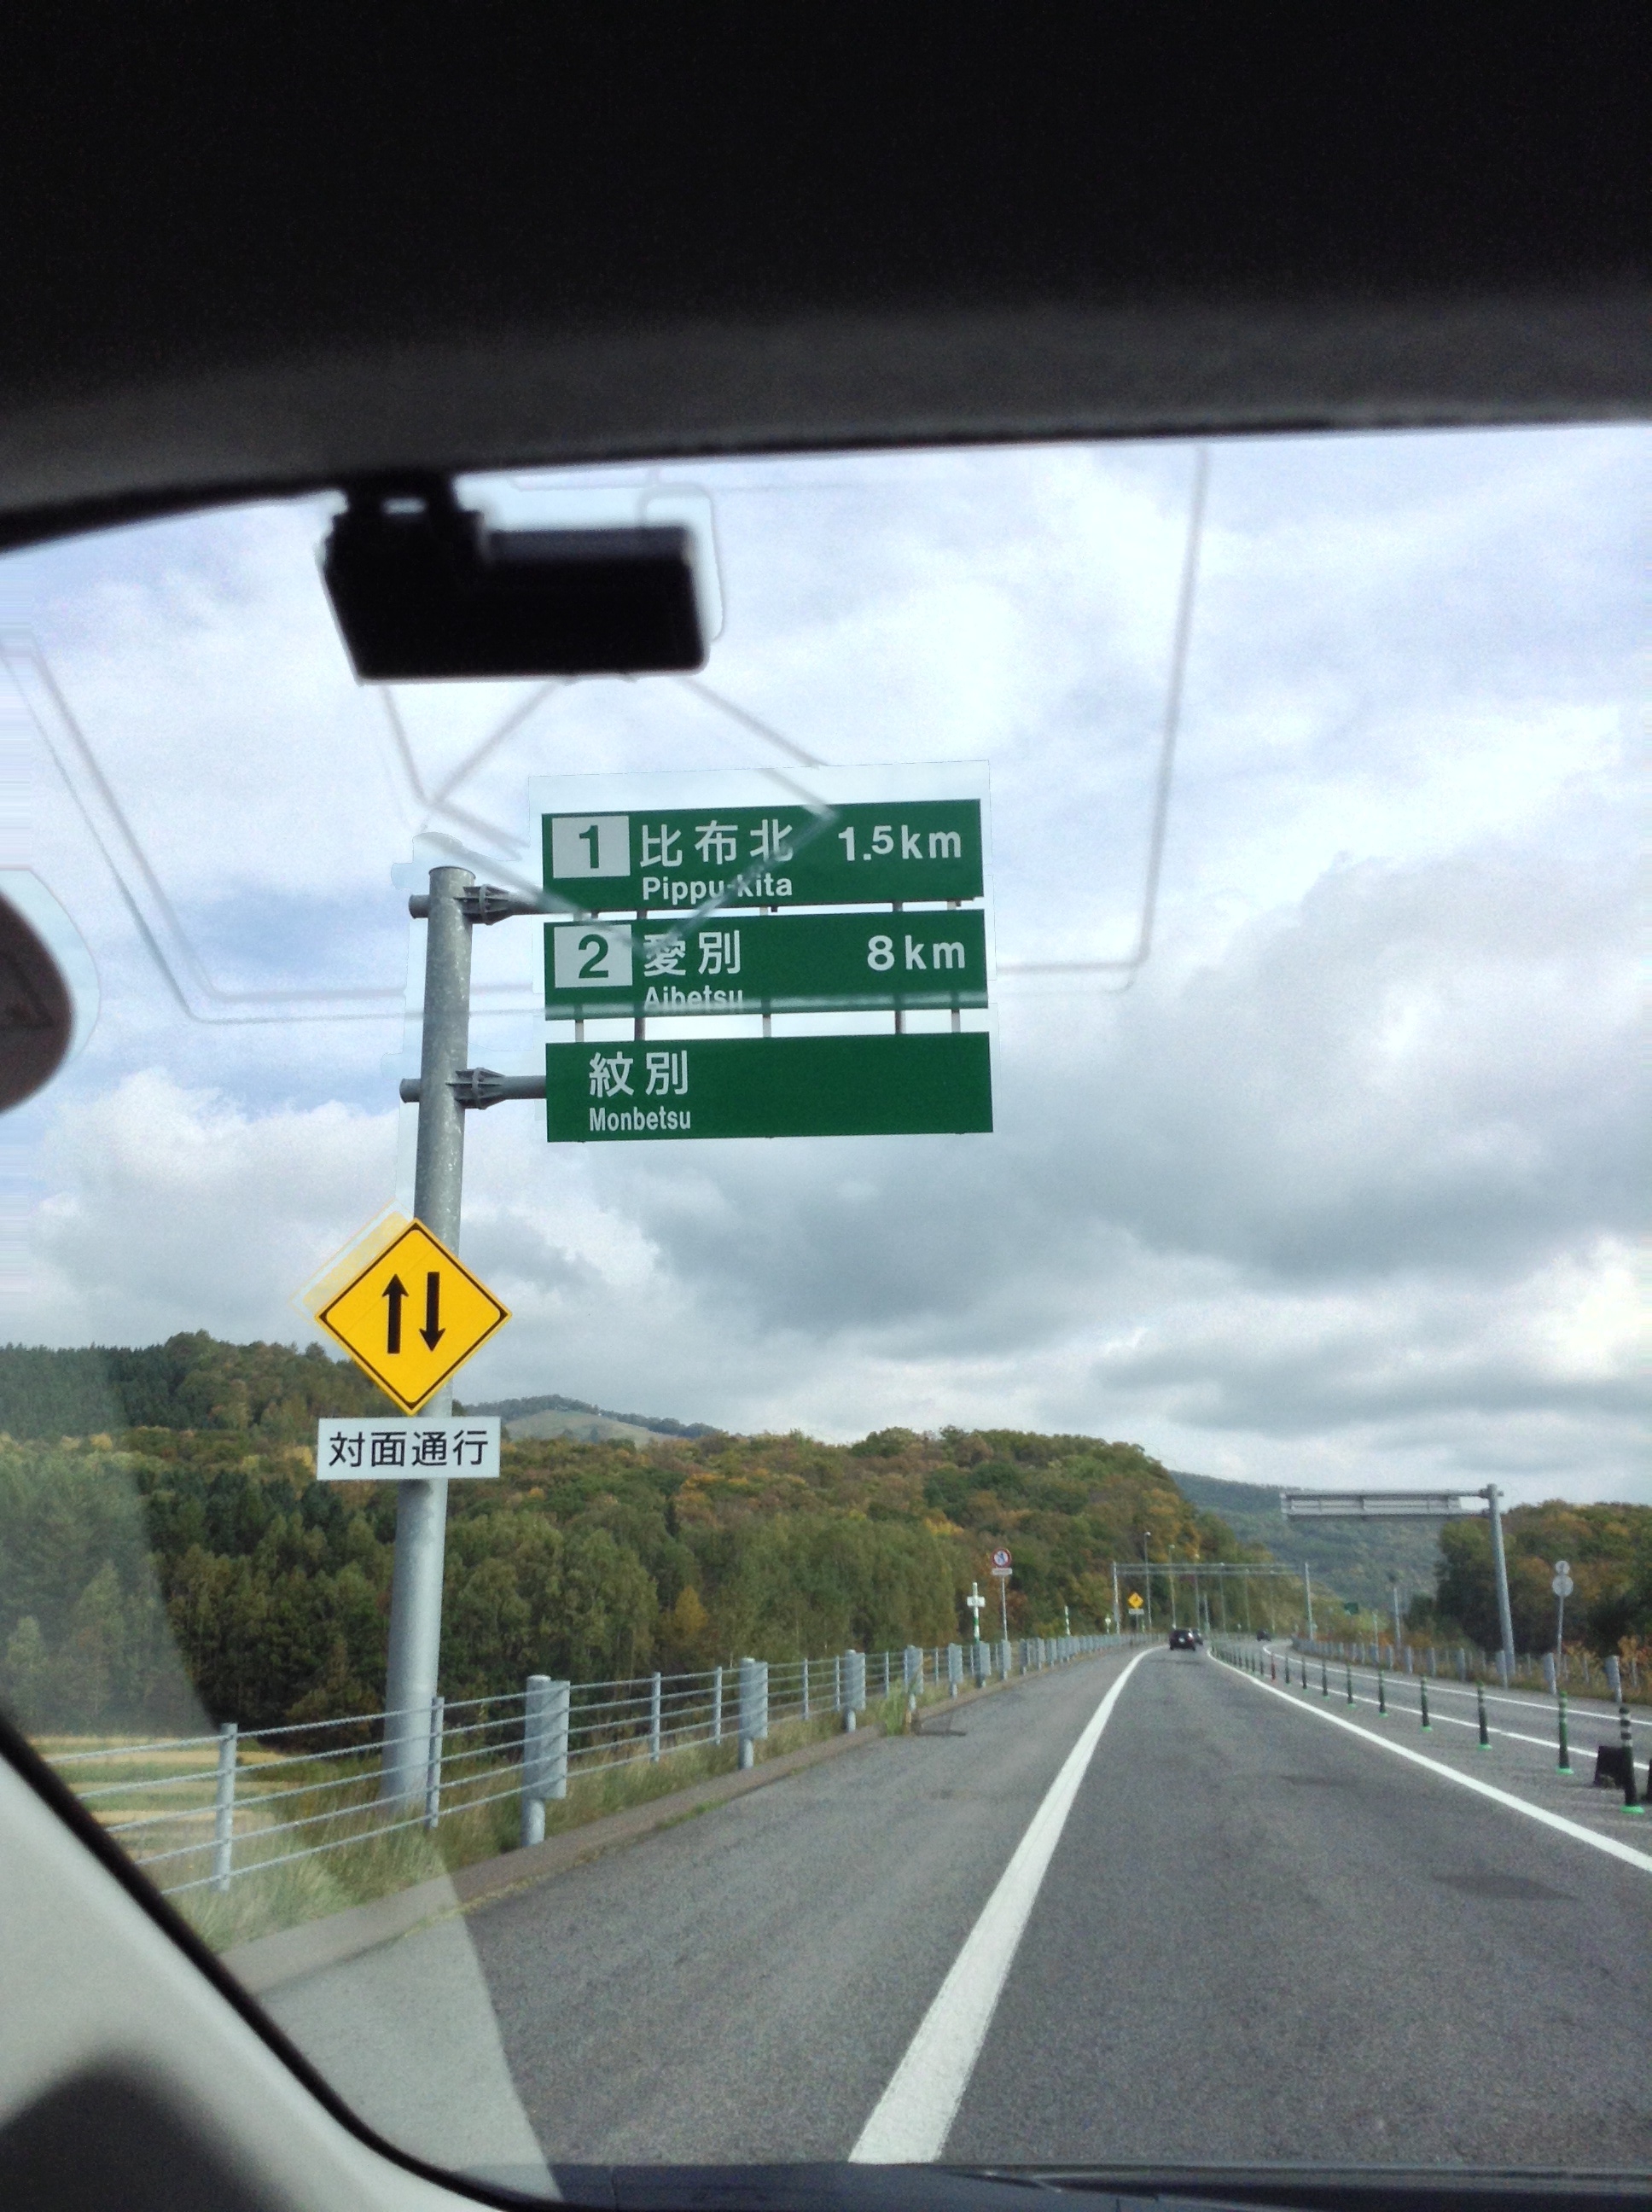 1 比布北 1.5km
Pippu-kita
2 愛別 8km
Aibetsu
紋別
Monbetsu
対面通行